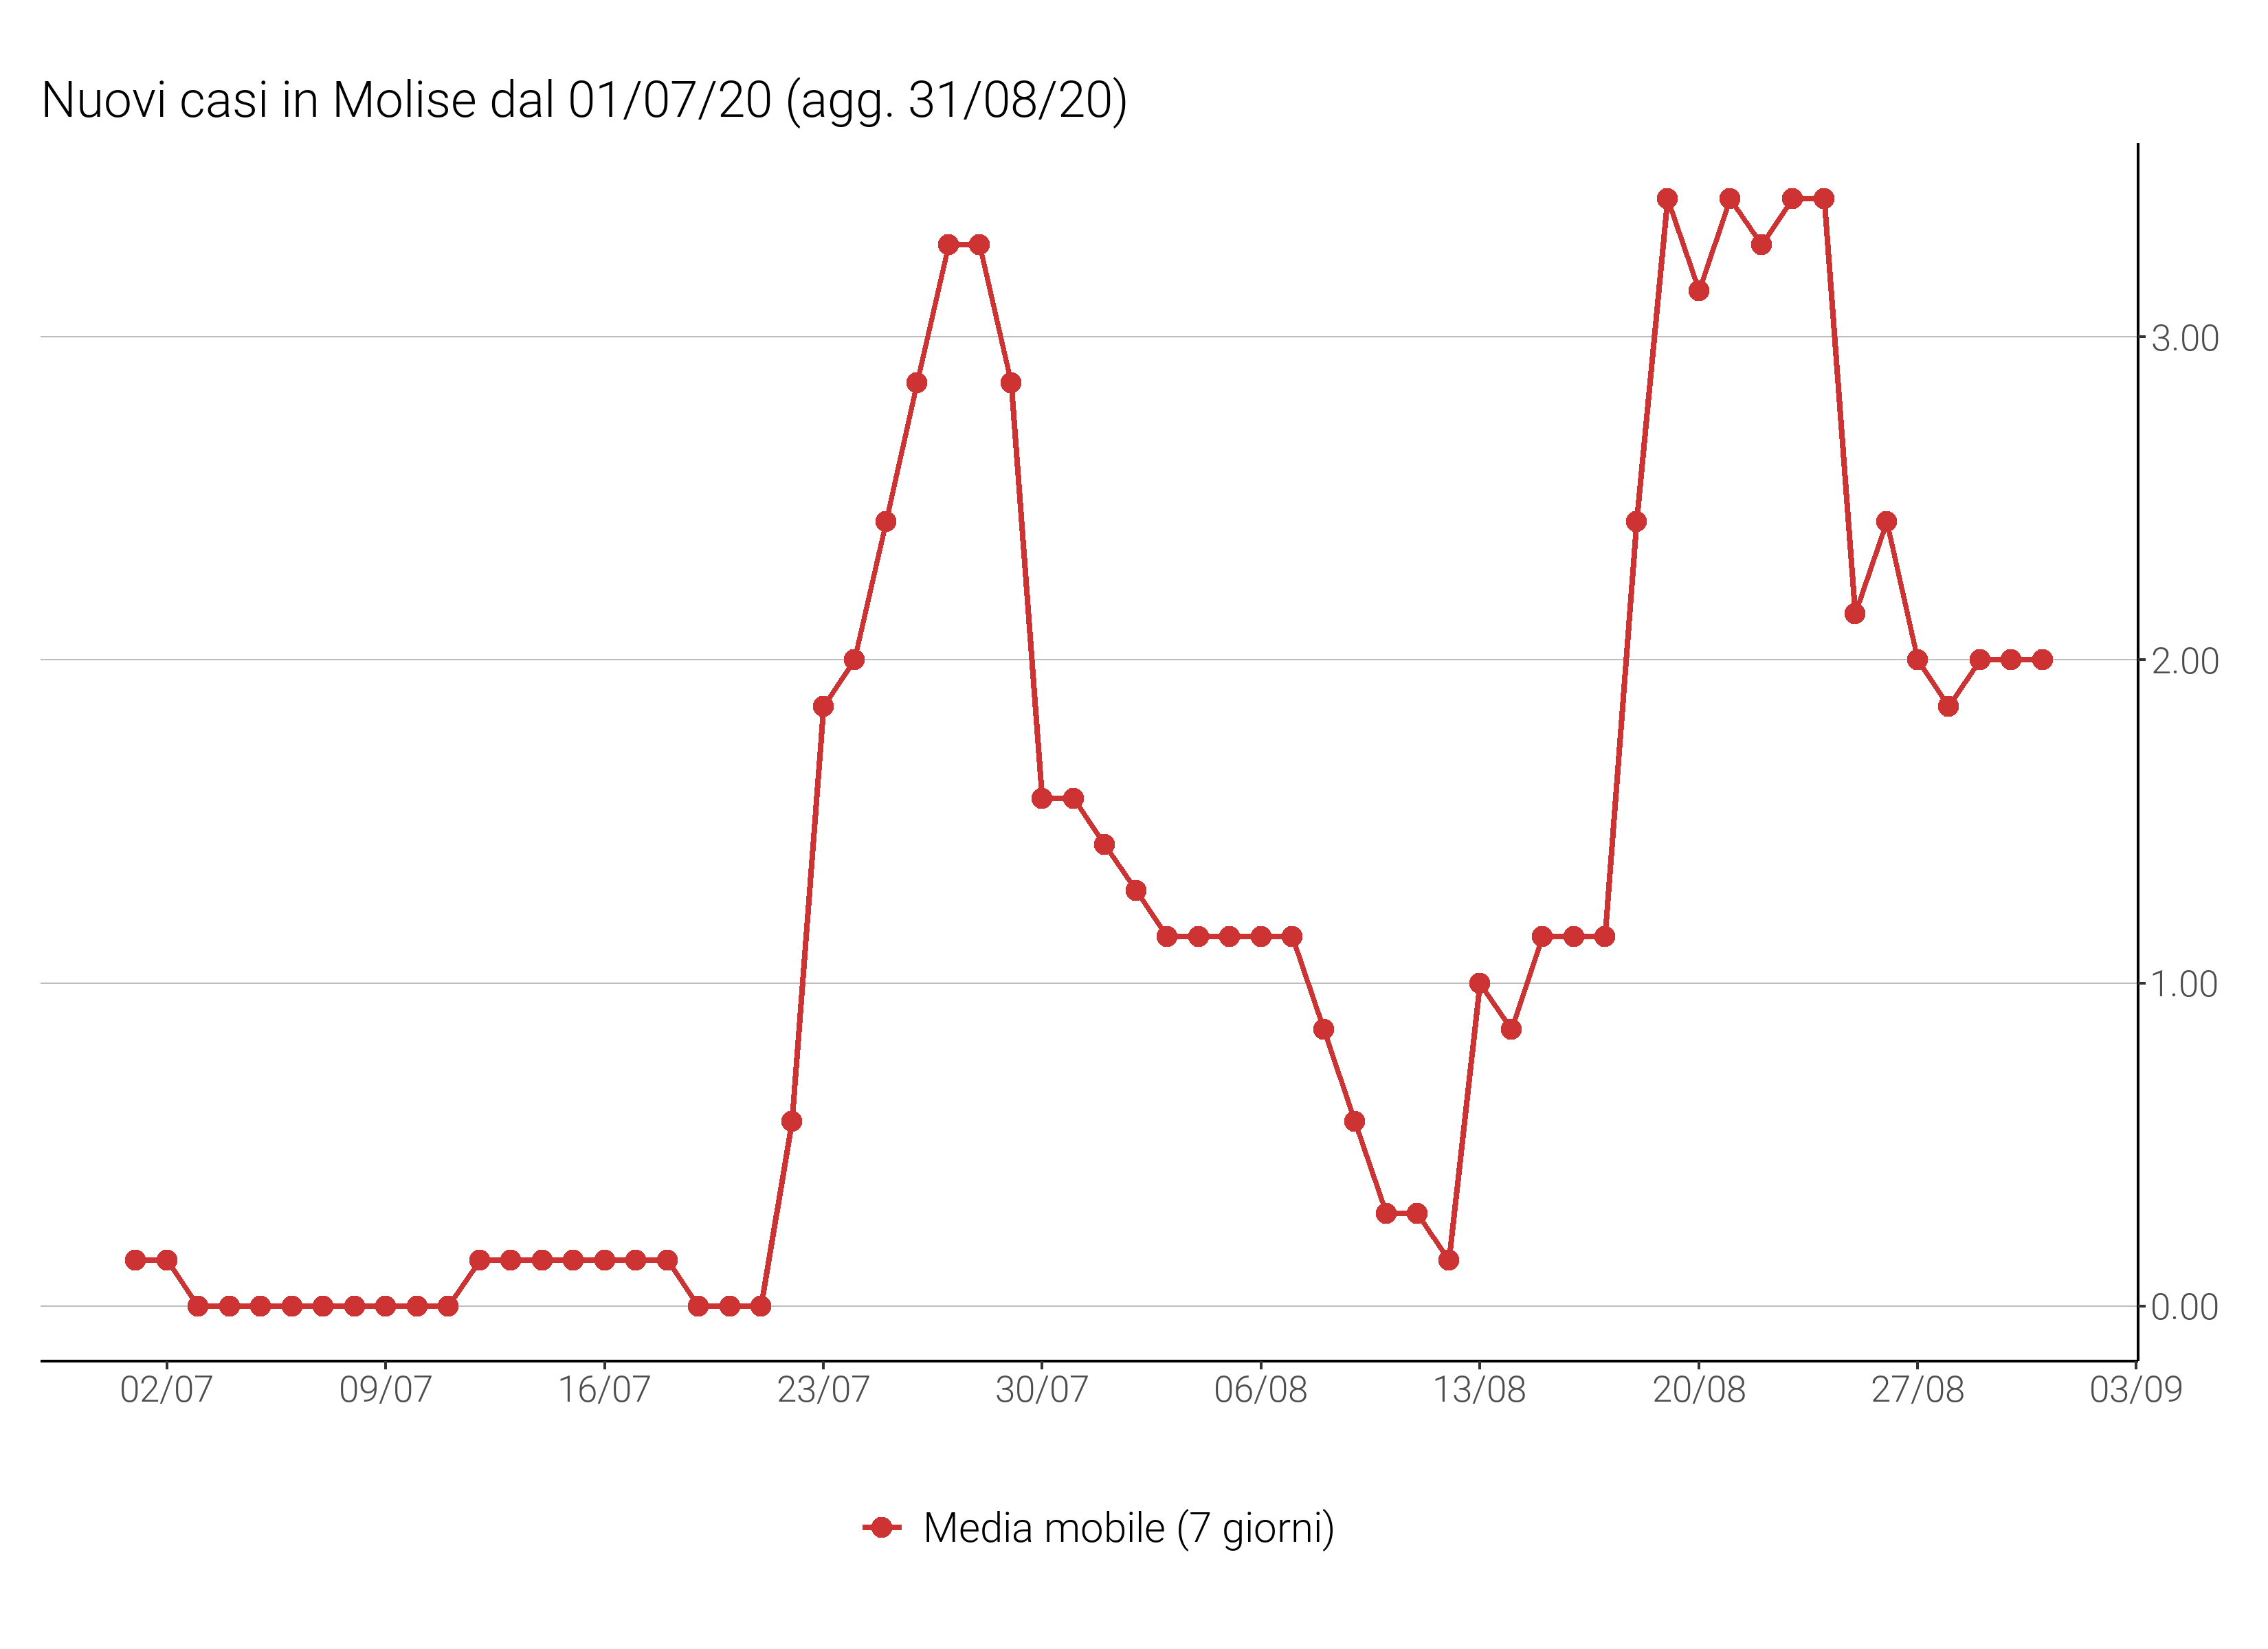 Nuovi casi in Molise dal 01/07/20 (agg. 31/08/20)
3.00
2.00
1.00
0.00
02/07 09/07 16/07 23/07 30/07 06/08 13/08 20/08 27/08 03/09
Media mobile (7 giorni)